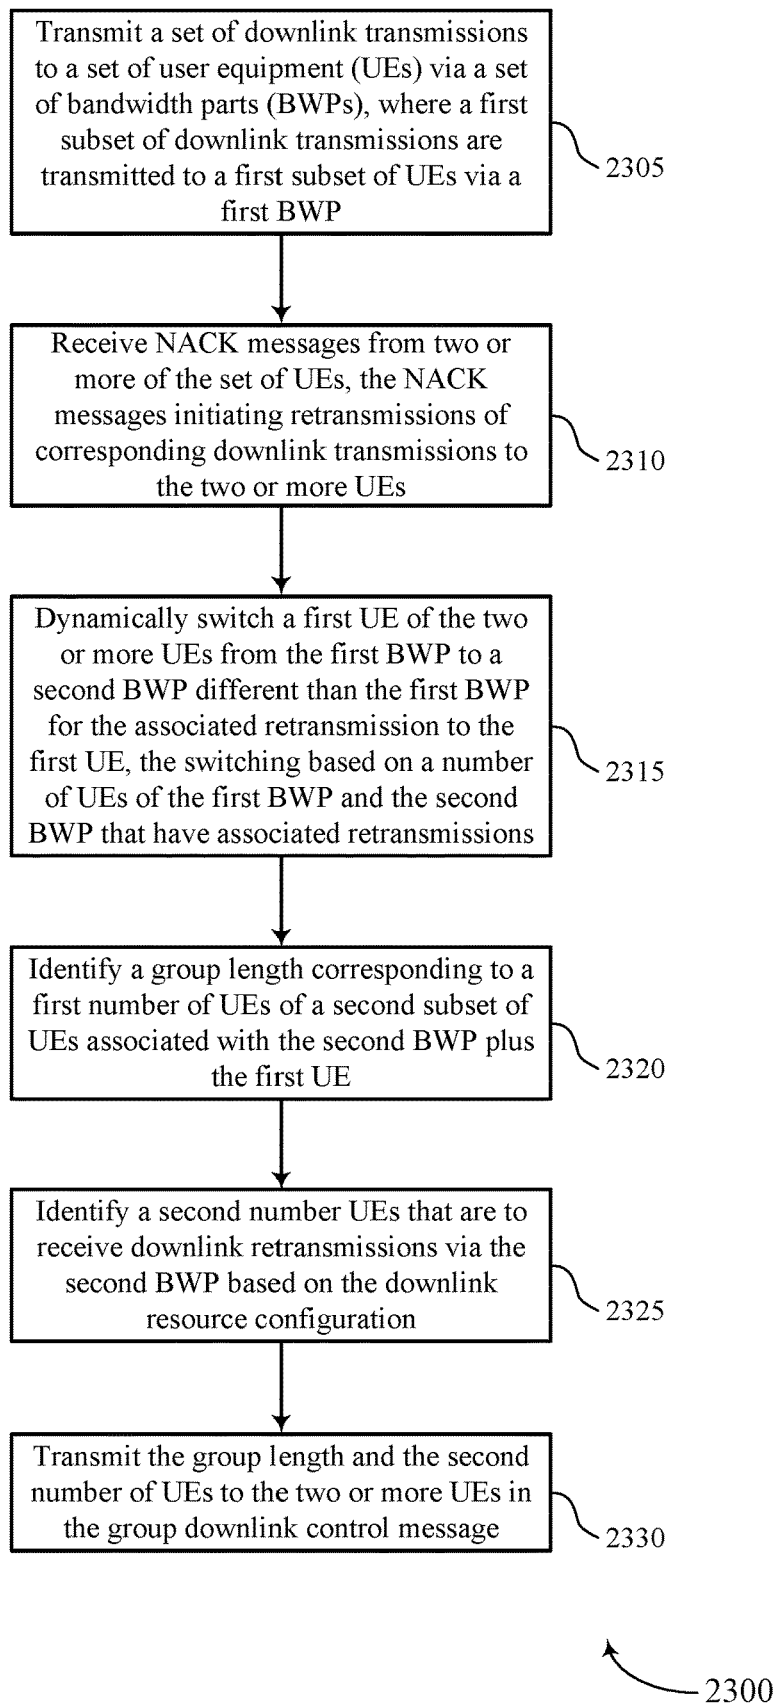 Transmit a set of downlink transmissions
to a set of user equipment (UEs) via a set
of bandwidth parts (BWPs), where a first
subset of downlink transmissions are
transmitted to a first subset of UEs via a
first BWP
2305
Receive NACK messages from two or
more of the set of UEs, the NACK
messages initiating retransmissions of
corresponding downlink transmissions to
the two or more UEs
2310
Dynamically switch a first UE of the two
or more UEs from the first BWP to a
second BWP different than the first BWP
for the associated retransmission to the
first UE, the switching based on a number
of UEs of the first BWP and the second
BWP that have associated retransmissions
2315
Identify a group length corresponding to a
first number of UEs of a second subset of
UEs associated with the second BWP plus
the first UE
2320
Identify a second number UEs that are to
receive downlink retransmissions via the
second BWP based on the downlink
resource configuration
2325
Transmit the group length and the second
number of UEs to the two or more UEs in
the group downlink control message
2330
2300